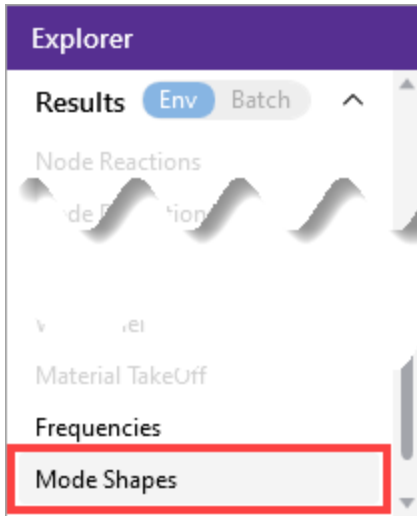 Explorer
Results Env Batch
Node Reactions
Material TakeOff
Frequencies
Mode Shapes